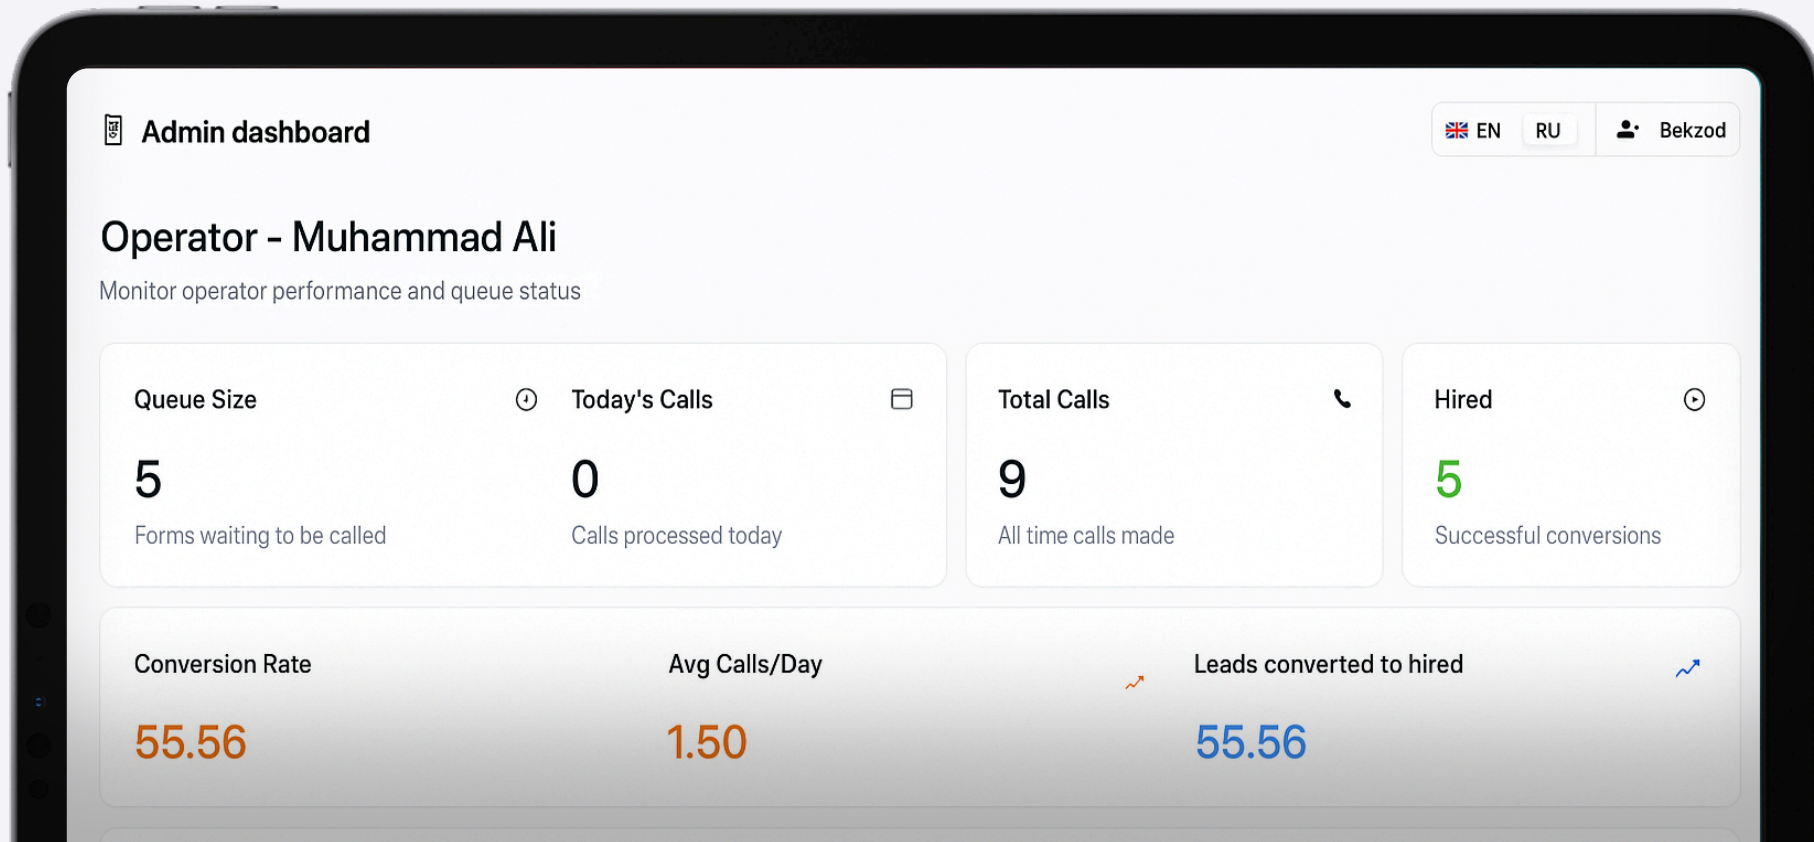 Admin dashboard
EN RU Bekzod
Operator - Muhammad Ali
Monitor operator performance and queue status
Queue Size
5
Forms waiting to be called
Today's Calls
0
Calls processed today
Total Calls
9
All time calls made
Hired
5
Successful conversions
Conversion Rate
55.56
Avg Calls/Day
1.50
Leads converted to hired
55.56